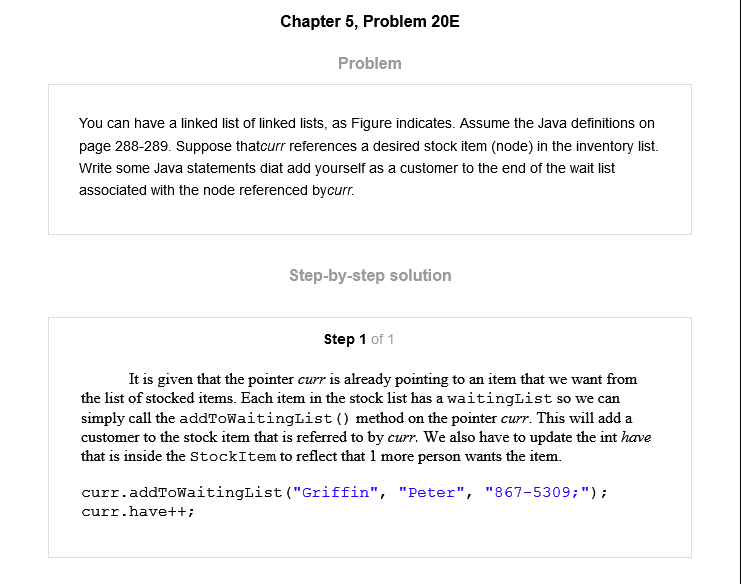 Chapter 5, Problem 20E
Problem
You can have a linked list of linked lists, as Figure indicates. Assume the Java definitions on
page 288-289. Suppose thatcurr references a desired stock item (node) in the inventory list.
Write some Java statements diat add yourself as a customer to the end of the wait list
associated with the node referenced bycurr.
Step-by-step solution
Step 1 of 1
It is given that the pointer curr is already pointing to an item that we want from
the list of stocked items. Each item in the stock list has a waitingList so we can
simply call the addToWaitingList() method on the pointer curr. This will add a
customer to the stock item that is referred to by curr. We also have to update the int have
that is inside the StockItem to reflect that 1 more person wants the item.
curr.addToWaitingList("Griffin", "Peter", "867-5309;");
curr.have++;